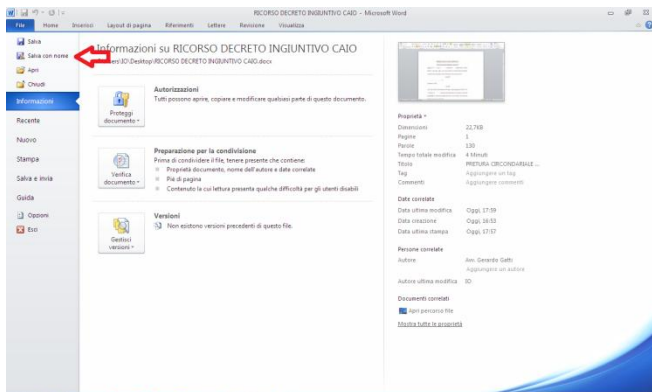 RICORSO DECRETO INGIUNTIVO CAIO - Microsoft Word
File Home Inserisci Layout di pagina Riferimenti Lettere Revisione Visualizza
Salva
Salva con nome
Apri
Chiudi
Informazioni
Recente
Nuovo
Stampa
Salva e invia
Guida
Opzioni
Esci
Informazioni su RICORSO DECRETO INGIUNTIVO CAIO
\IO\Desktop\RICORSO DECRETO INGIUNTIVO CAIO.docx
Proteggi documento
Autorizzazioni
Tutti possono aprire, copiare e modificare qualsiasi parte di questo documento.
Verifica documento
Preparazione per la condivisione
Prima di condividere il file, tenere presente che contiene:
Proprietà documento, nome dell'autore e date correlate
Piè di pagina
Contenuto la cui lettura presenta qualche difficoltà per gli utenti disabili
Gestisci versioni
Versioni
Non esistono versioni precedenti di questo file.
Proprietà
Dimensioni 22,7KB
Pagine 1
Parole 130
Tempo totale modifica 4 Minuti
Titolo PRETURA CIRCONDARIALE ...
Tag Aggiungere un tag
Commenti Aggiungere commenti
Date correlate
Data ultima modifica Oggi, 17:59
Data creazione Oggi, 16:53
Data ultima stampa Oggi, 17:57
Persone correlate
Autore Avv. Gerardo Gatti
Aggiungere un autore
Autore ultima modifica IO
Documenti correlati
Apri percorso file
Mostra tutte le proprietà